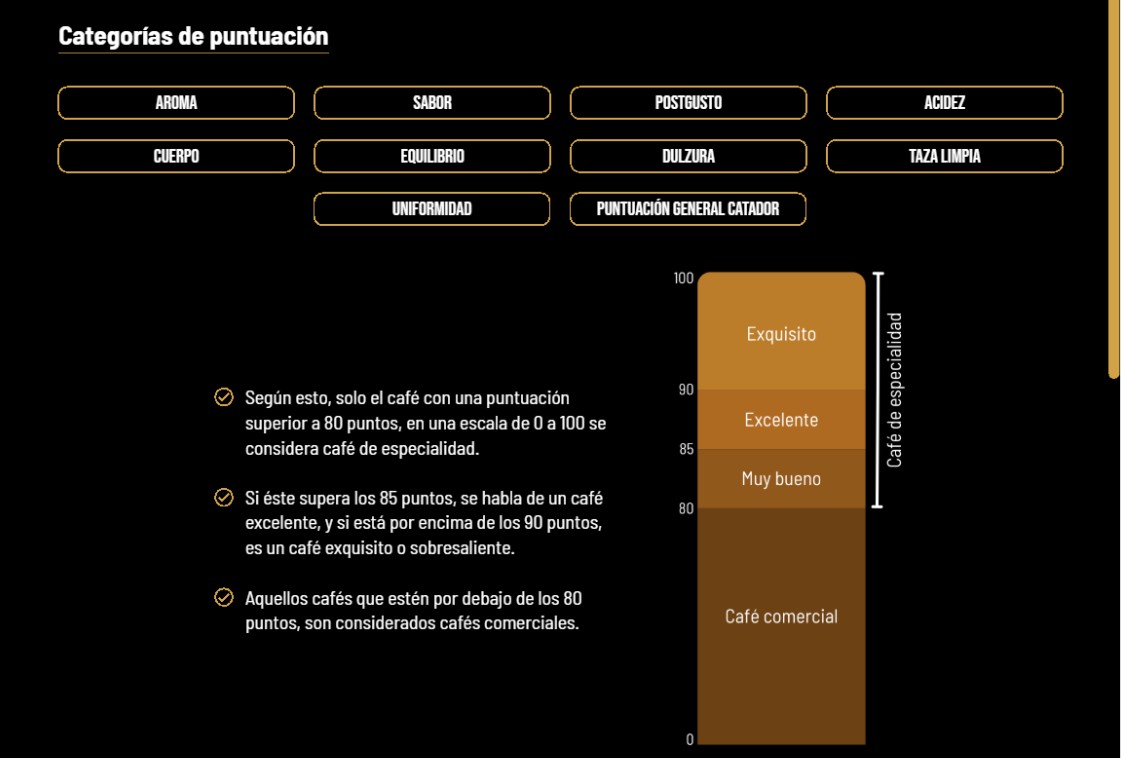 Categorías de puntuación
AROMA
SABOR
POSTGUSTO
ACIDEZ
CUERPO
EQUILIBRIO
DULZURA
TAZA LIMPIA
UNIFORMIDAD
PUNTUACIÓN GENERAL CATADOR
Según esto, solo el café con una puntuación
superior a 80 puntos, en una escala de 0 a 100 se
considera café de especialidad.
Si éste supera los 85 puntos, se habla de un café
excelente, y si está por encima de los 90 puntos,
es un café exquisito o sobresaliente.
Aquellos cafés que estén por debajo de los 80
puntos, son considerados cafés comerciales.
100
Exquisito
90
Excelente
85
Muy bueno
80
Café comercial
0
Café de especialidad